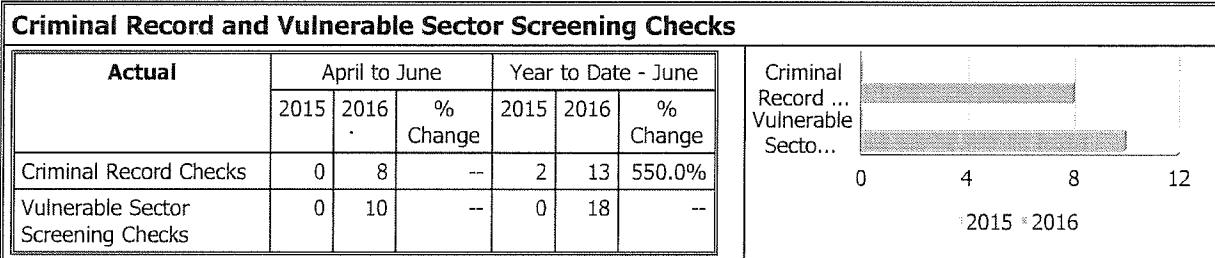 Criminal Record and Vulnerable Sector Screening Checks
Actual April to June Year to Date - June
2015 2016 % Change 2015 2016 % Change
Criminal Record Checks 0 8 -- 2 13 550.0%
Vulnerable Sector Screening Checks 0 10 -- 0 18 --
Criminal
Record ...
Vulnerable
Secto...
0 4 8 12
2015 2016